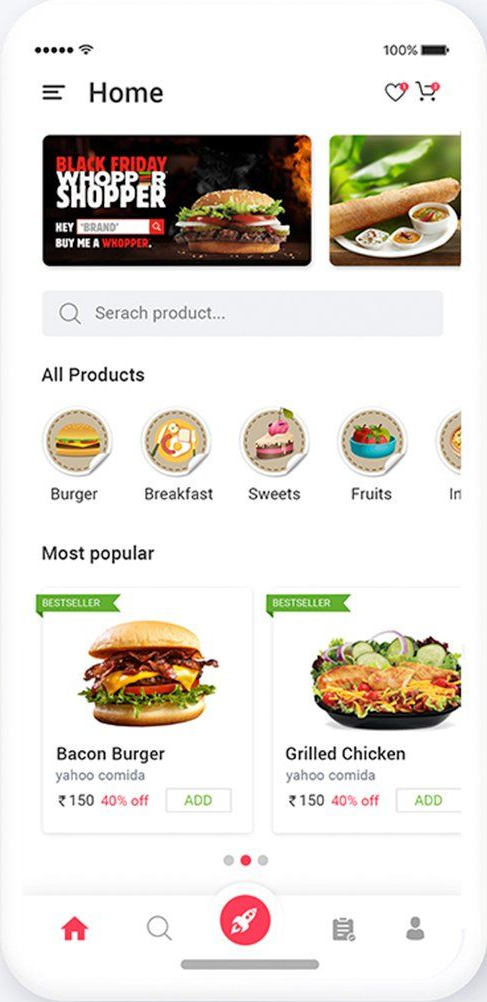 100%
Home
BLACK FRIDAY
WHOPPER
SHOPPER
HEY "BRAND"
BUY ME A WHOPPER.
Serach product...
All Products
Burger Breakfast Sweets Fruits In
Most popular
BESTSELLER BESTSELLER
Bacon Burger Grilled Chicken
yahoo comida yahoo comida
₹150 40% off ADD ₹150 40% off ADD